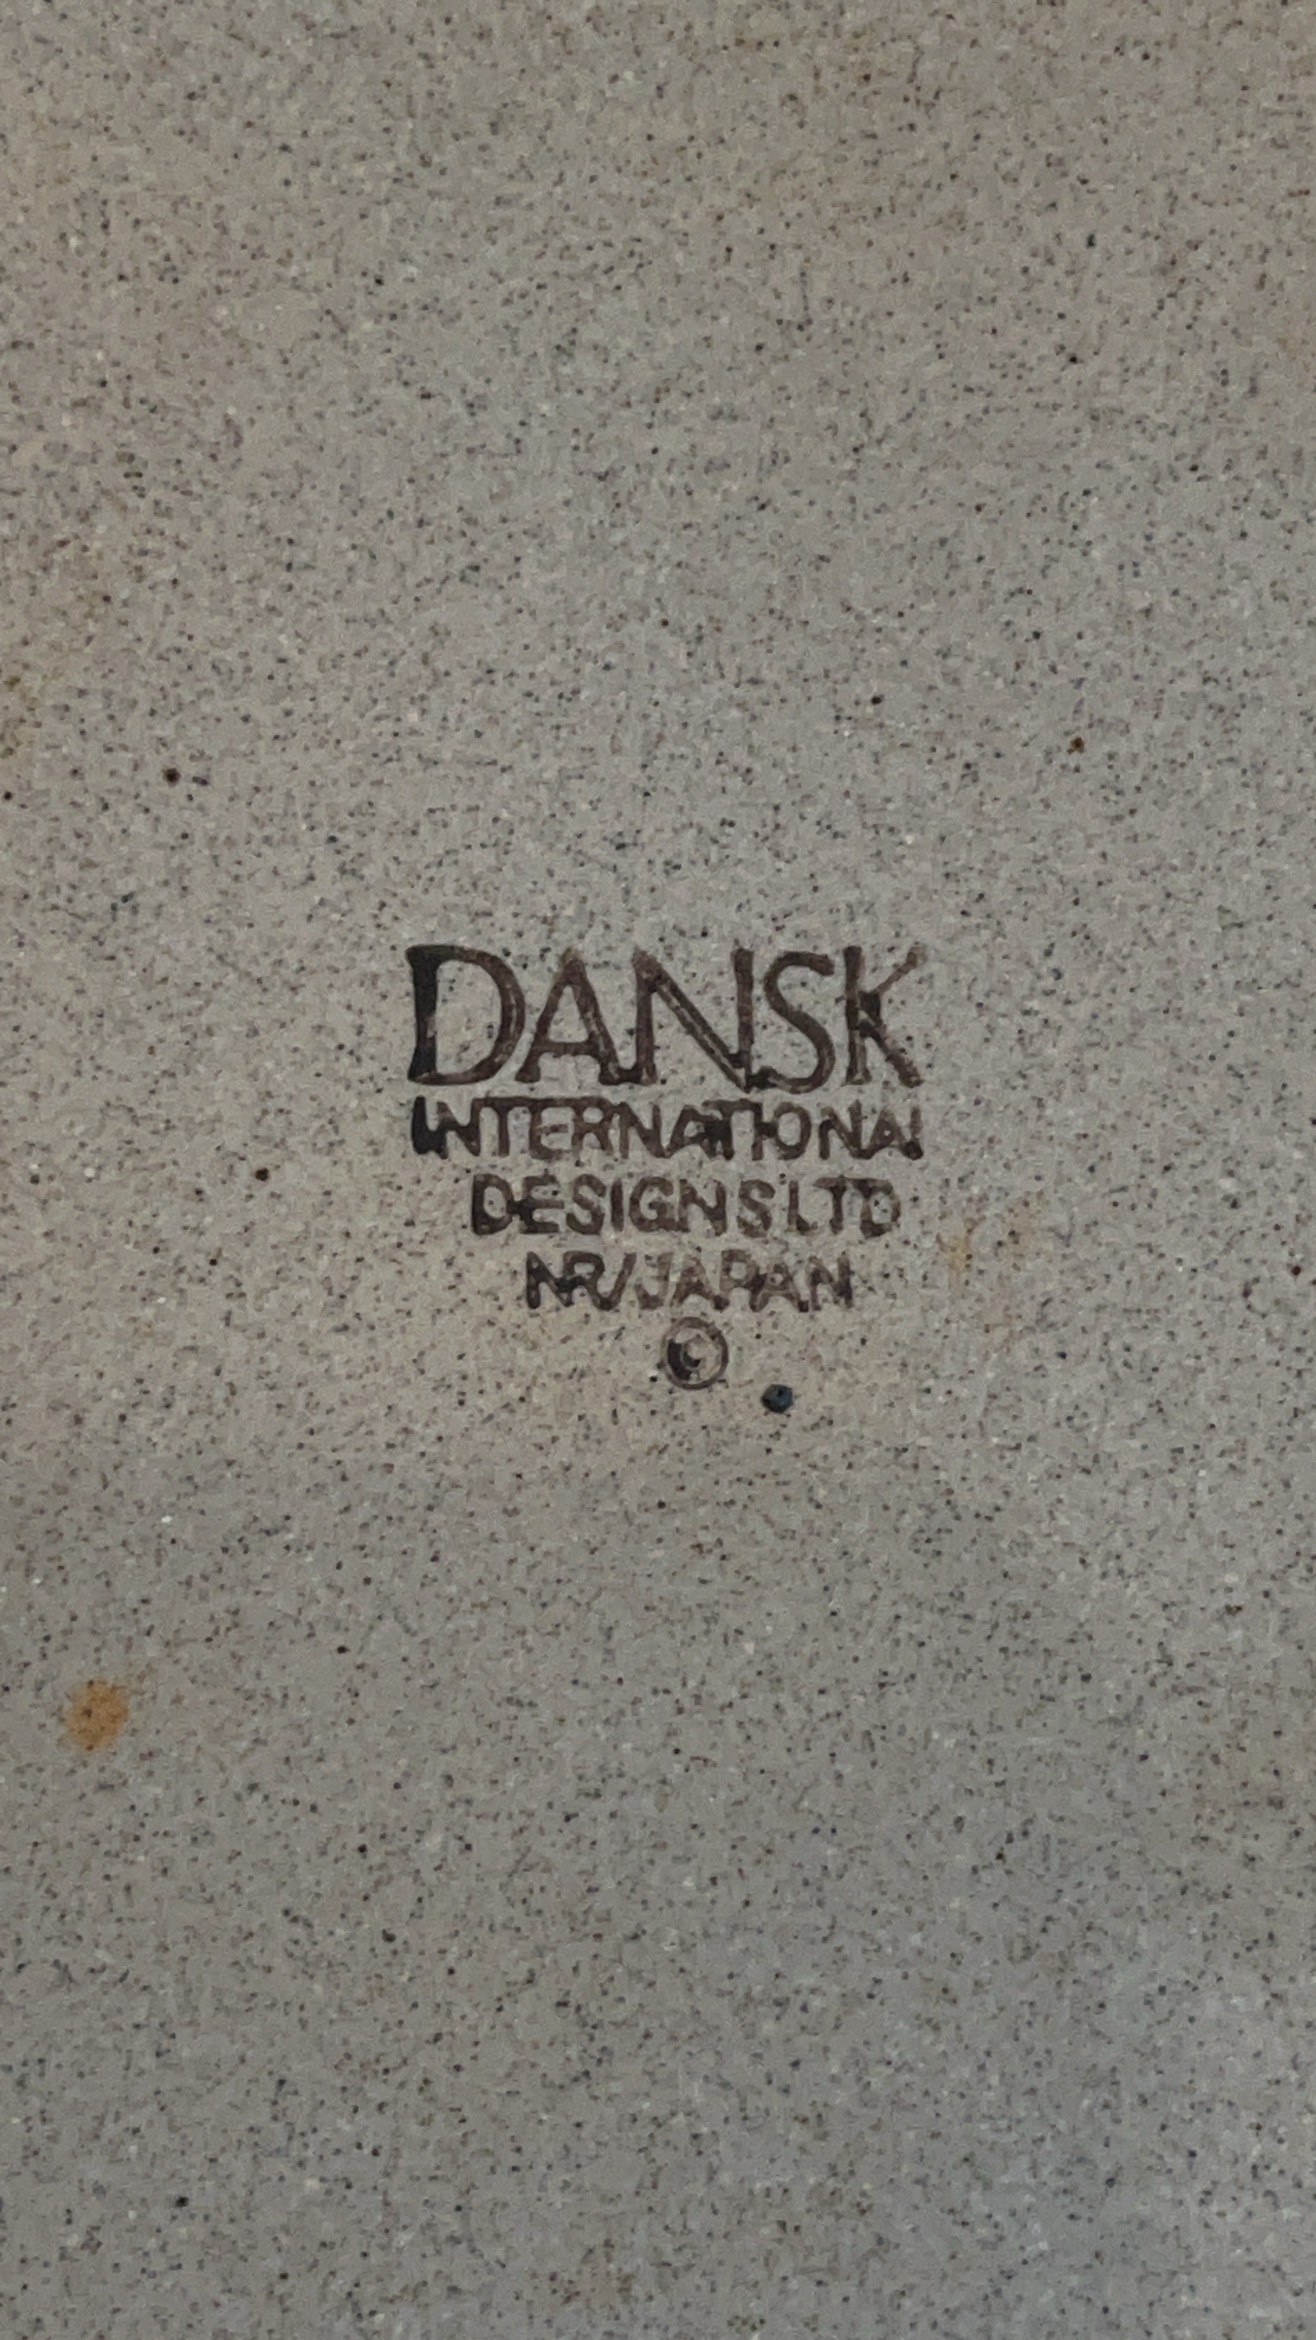 DANSK
INTERNATIONAL
DESIGNS LTD
NR/JAPAN
©